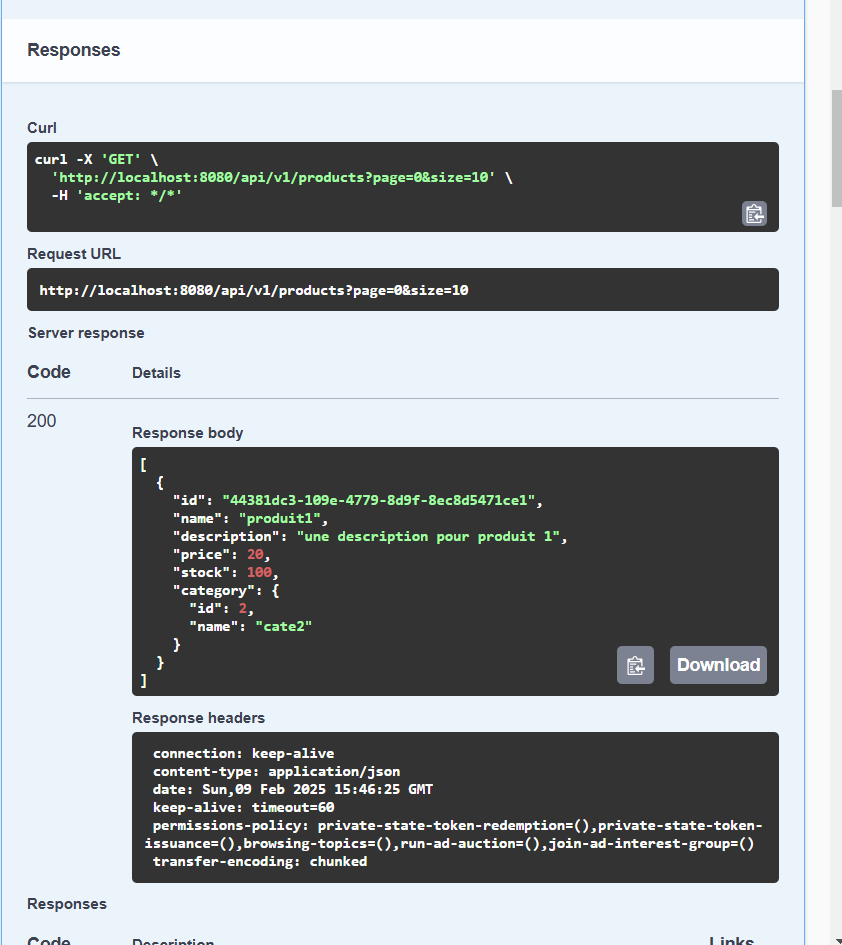 Responses
Curl
curl -X 'GET' \
  'http://localhost:8080/api/v1/products?page=0&size=10' \
  -H 'accept: */*'
Request URL
http://localhost:8080/api/v1/products?page=0&size=10
Server response
Code Details
200
Response body
[
  {
    "id": "44381dc3-109e-4779-8d9f-8ec8d5471ce1",
    "name": "produit1",
    "description": "une description pour produit 1",
    "price": 20,
    "stock": 100,
    "category": {
      "id": 2,
      "name": "cate2"
    }
  }
]
Download
Response headers
connection: keep-alive
content-type: application/json
date: Sun,09 Feb 2025 15:46:25 GMT
keep-alive: timeout=60
permissions-policy: private-state-token-redemption=(),private-state-token-
issuance=(),browsing-topics=(),run-ad-auction=(),join-ad-interest-group=()
transfer-encoding: chunked
Responses
Code Description Links